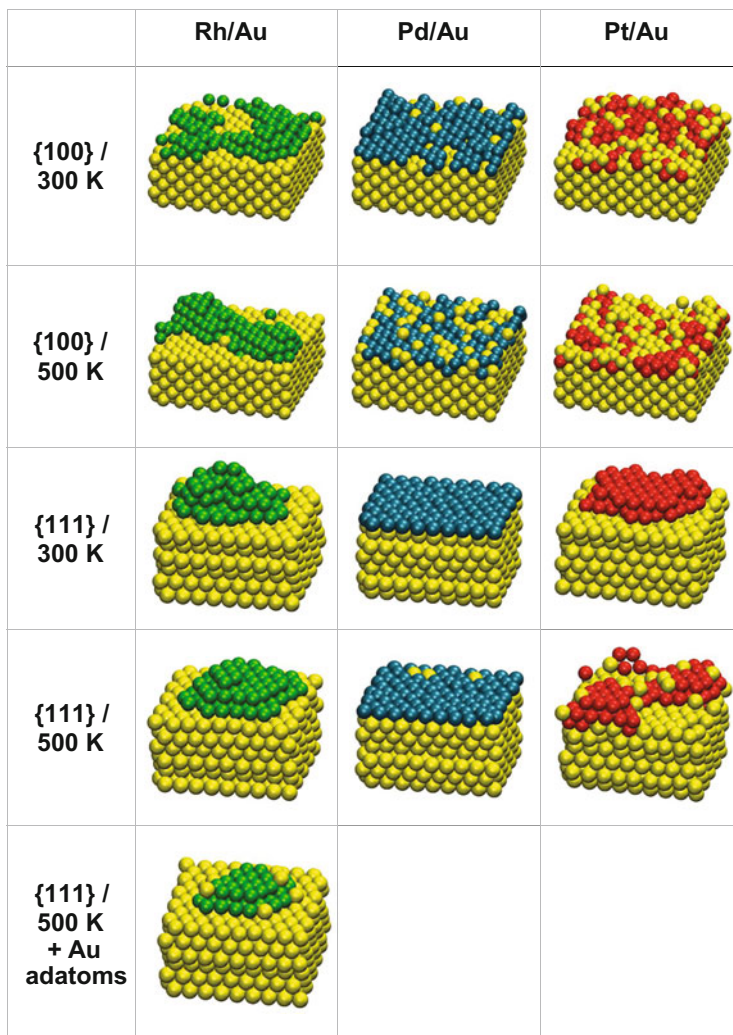 Rh/Au
Pd/Au
Pt/Au
{100} /
300 K
{100} /
500 K
{111} /
300 K
{111} /
500 K
{111} /
500 K
+ Au
adatoms